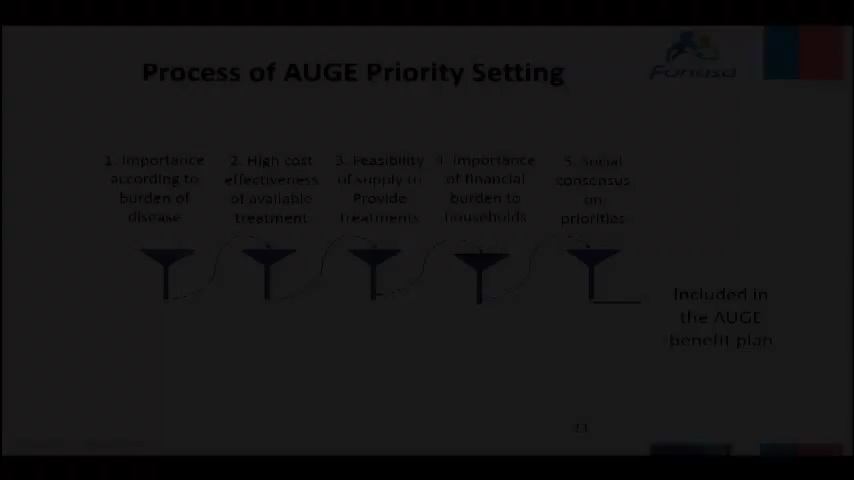 Process of AUGE Priority Setting
Fonasa
1. Importance
according to
burden of
disease
2. High cost
effectiveness
of available
treatment
3. Feasibility
of supply to
Provide
treatments
4. Importance
of financial
burden to
households
5. Social
consensus
on
priorities
Included in
the AUGE
benefit plan